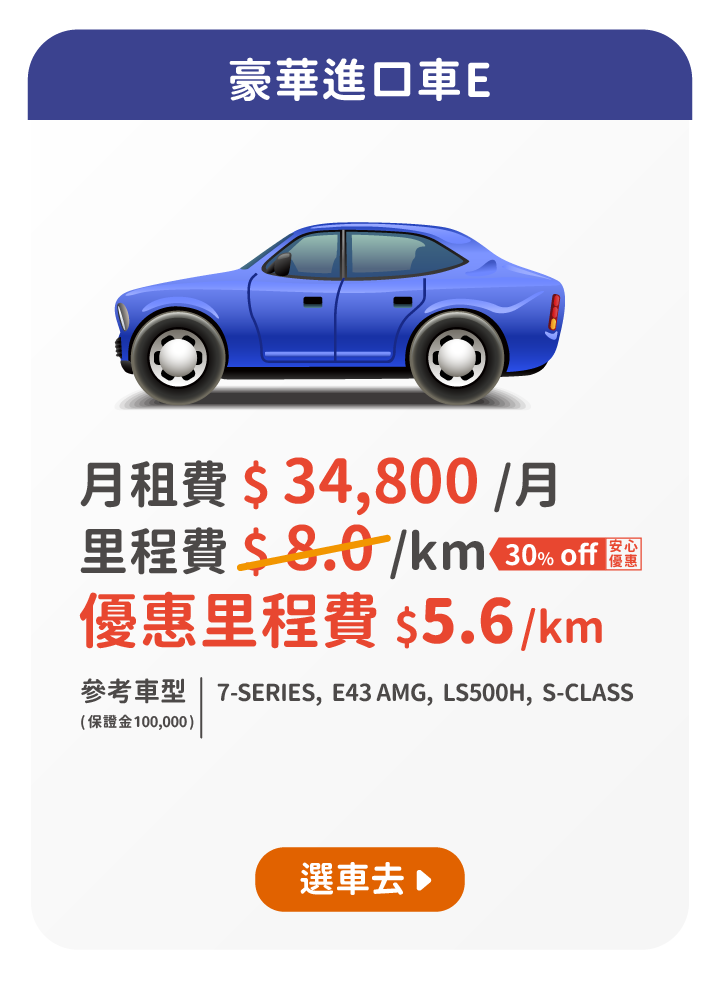 豪華進口車E
月租費 $ 34,800 /月
里程費 $ 8.0 /km 30% off 安心優惠
優惠里程費 $5.6/km
參考車型 7-SERIES, E43 AMG, LS500H, S-CLASS
(保證金100,000)
選車去